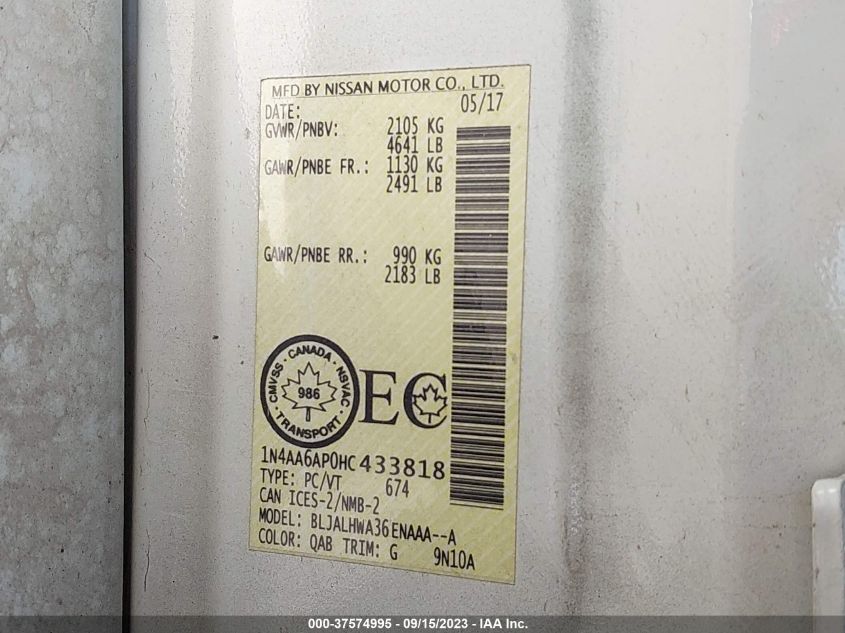 MFD BY NISSAN MOTOR CO., LTD.
DATE: 05/17
GVWR/PNBV: 2105 KG
4641 LB
GAWR/PNBE FR.: 1130 KG
2491 LB
GAWR/PNBE RR.: 990 KG
2183 LB
CMVSS · CANADA · NSVAC · TRANSPORT ·
986
EC
1N4AA6AP0HC433818
TYPE: PC/VT 674
CAN ICES-2/NMB-2
MODEL: BLJALHWA36ENAAA--A
COLOR: QAB TRIM: G 9N10A
000-37574995 - 09/15/2023 - IAA Inc.